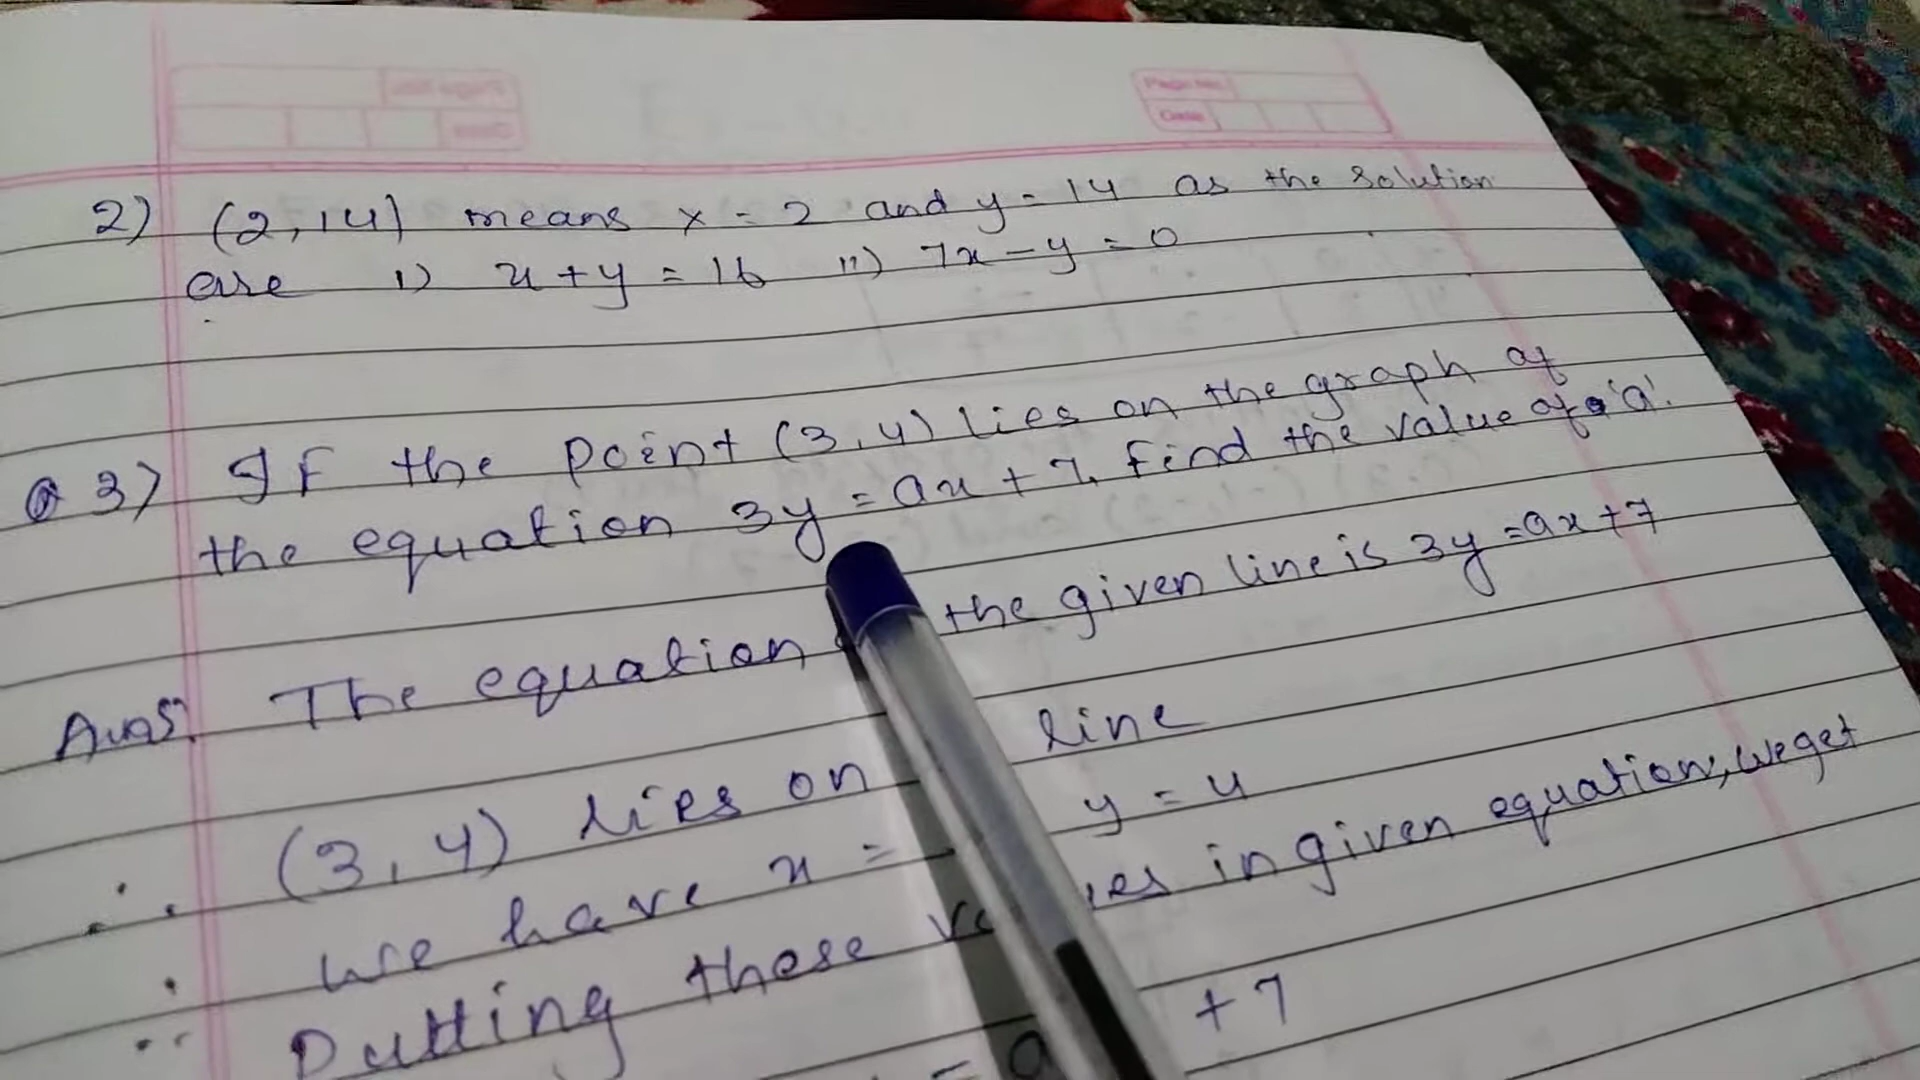 Page No.
Date
2) (2,14) means x = 2 and y = 14 as the solution
are i) x + y = 16 ii) 7x - y = 0
Q 3) If the point (3,4) lies on the graph of
the equation 3y = ax + 7. find the value of 'a'.
Ans. The equation the given line is 3y = ax + 7
(3,4) lies on line
∴ we have x = y = 4
∴ Putting these in given equation, we get
= a + 7